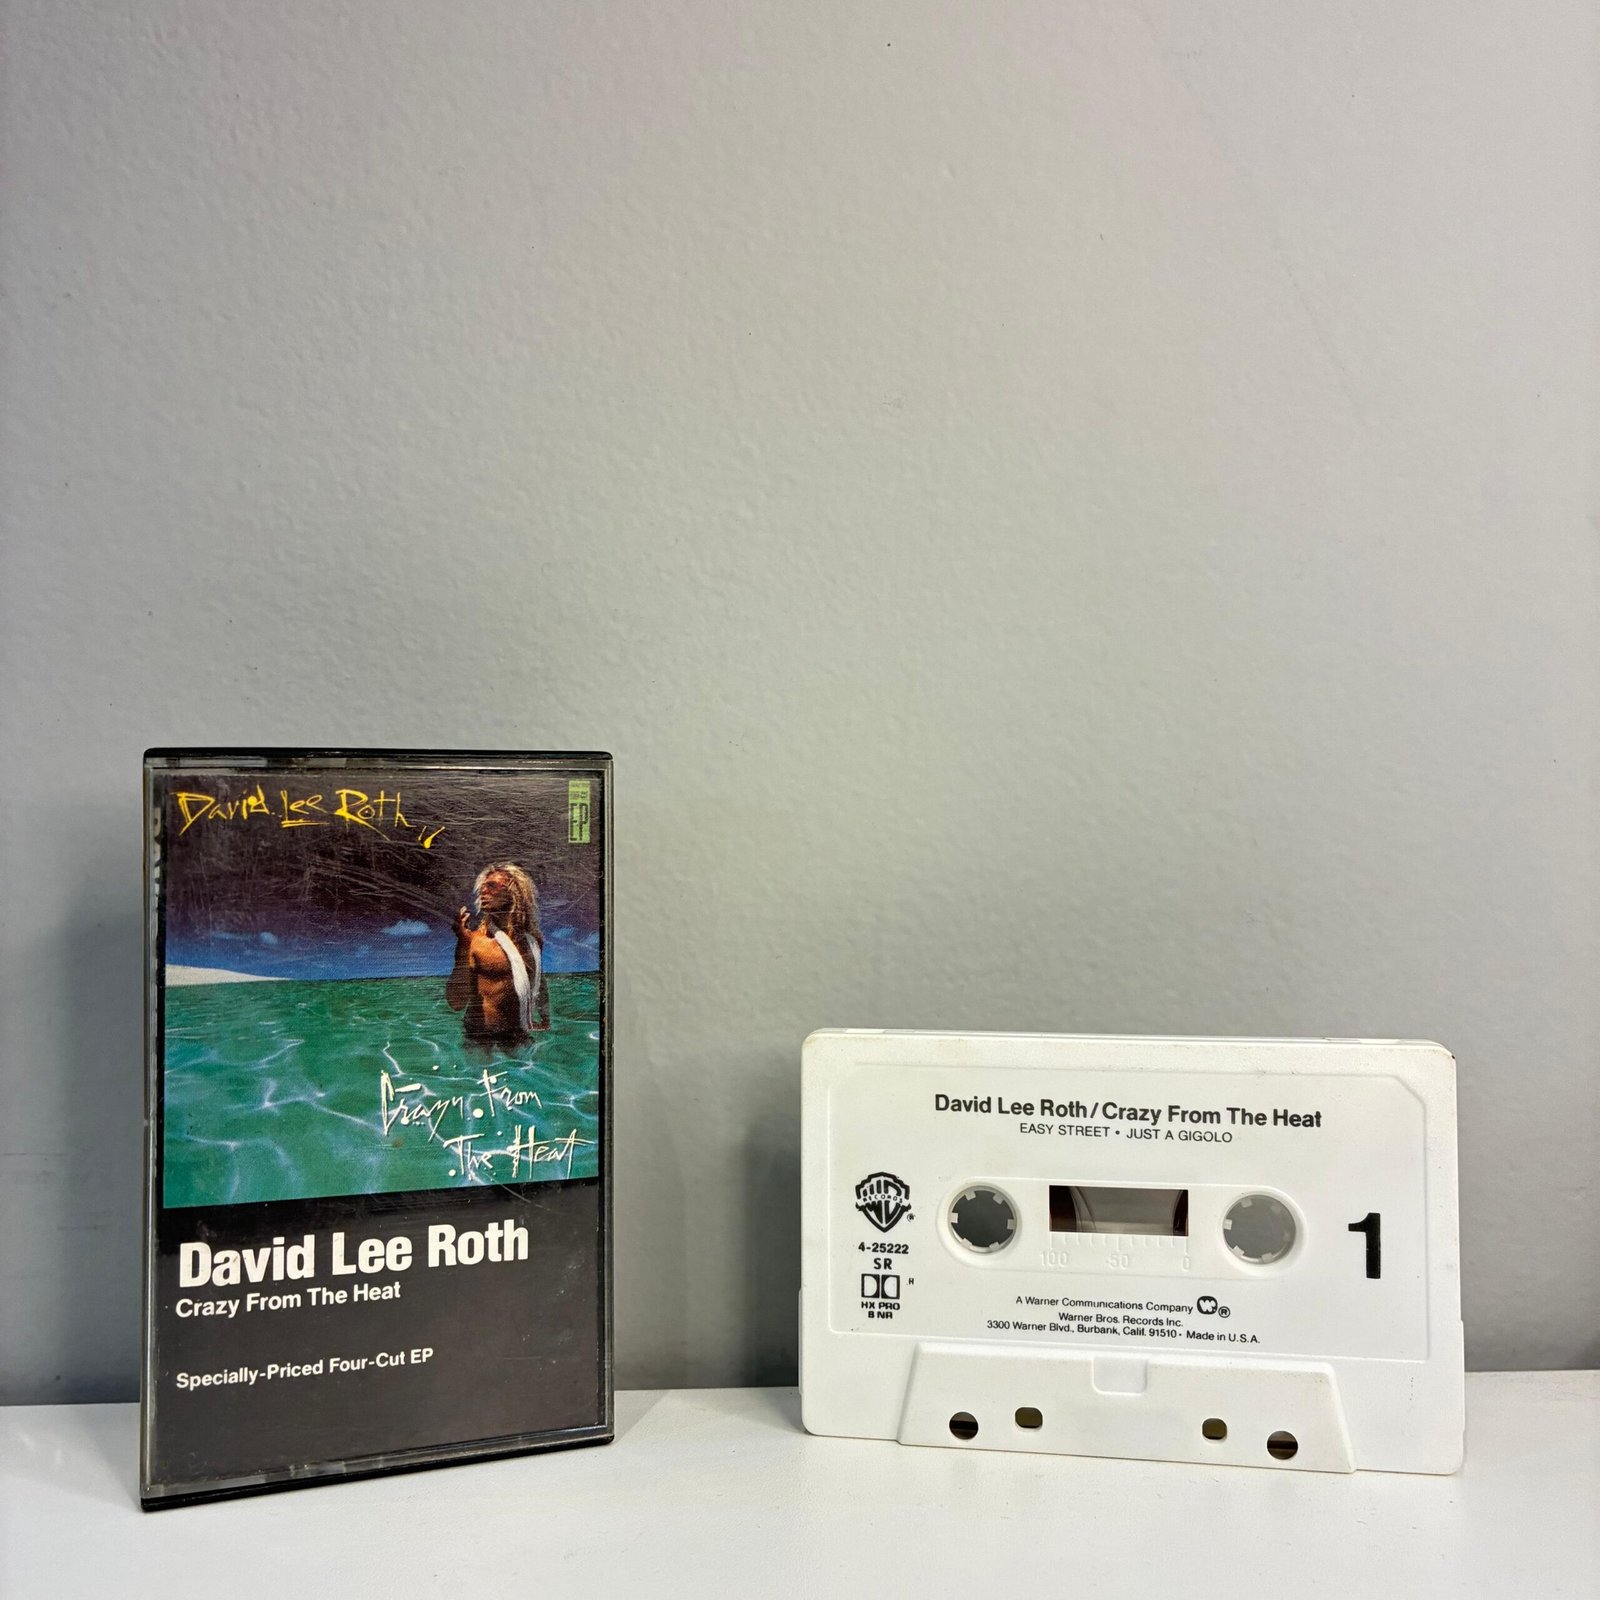 David Lee Roth
EP
Crazy From
The Heat
David Lee Roth
Crazy From The Heat
Specially-Priced Four-Cut EP
David Lee Roth/Crazy From The Heat
EASY STREET • JUST A GIGOLO
RECORDS
®
4-25222
SR
HX PRO
B NR
100 50 0
1
A Warner Communications Company ®
Warner Bros. Records Inc.
3300 Warner Blvd., Burbank, Calif. 91510 • Made in U.S.A.